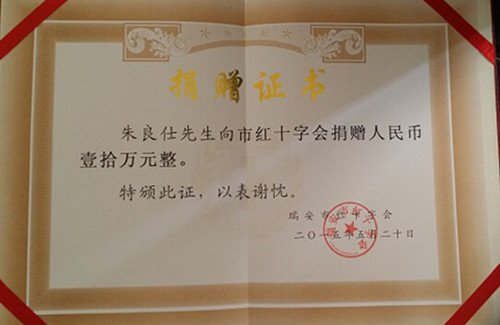 捐赠证书
朱良仕先生向市红十字会捐赠人民币
壹拾万元整。
特颁此证，以表谢忱。
瑞安市红十字会
二〇一五年五月二十日